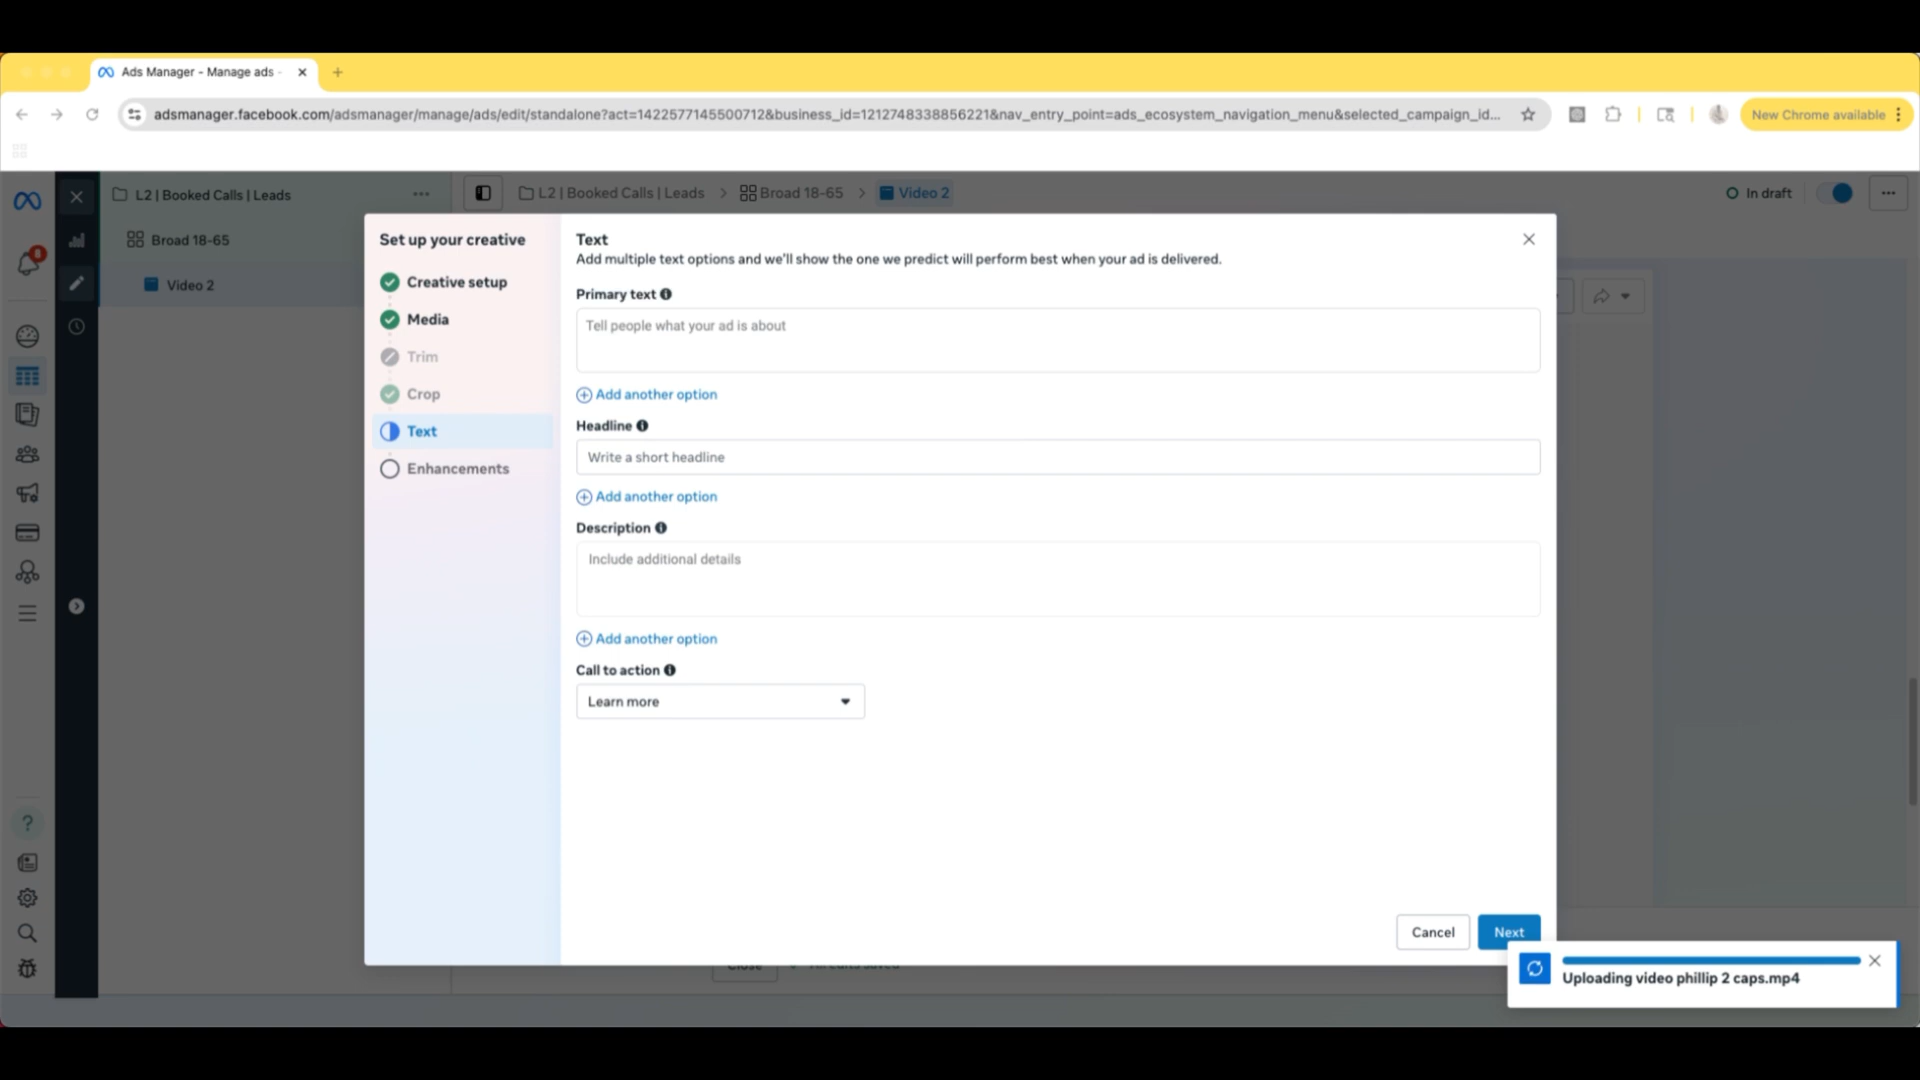 Ads Manager - Manage ads -
adsmanager.facebook.com/adsmanager/manage/ads/edit/standalone?act=1422577145500712&business_id=1212748338856221&nav_entry_point=ads_ecosystem_navigation_menu&selected_campaign_id...
New Chrome available
L2 | Booked Calls | Leads
Broad 18-65
Video 2
L2 | Booked Calls | Leads
Broad 18-65
Video 2
In draft
Set up your creative
Creative setup
Media
Trim
Crop
Text
Enhancements
Text
Add multiple text options and we'll show the one we predict will perform best when your ad is delivered.
Primary text
Tell people what your ad is about
Add another option
Headline
Write a short headline
Add another option
Description
Include additional details
Add another option
Call to action
Learn more
Cancel
Next
Close
Uploading video phillip 2 caps.mp4